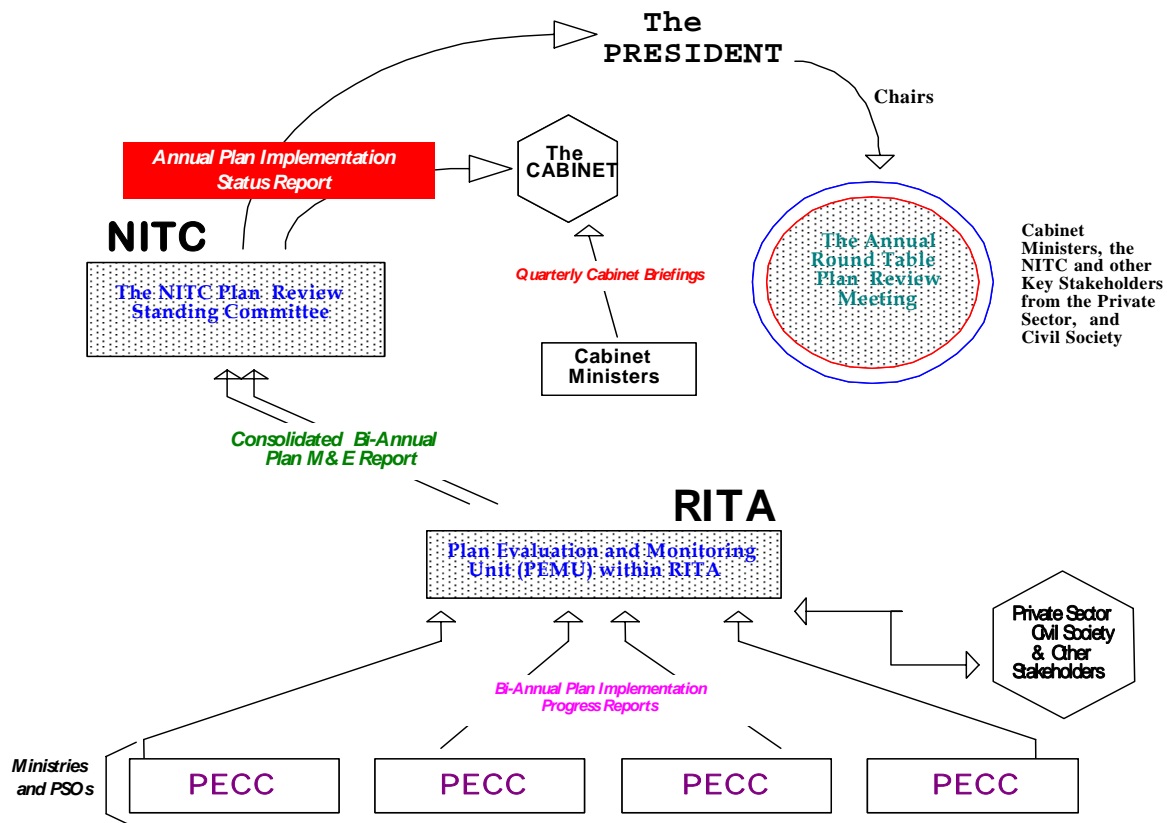 The
PRESIDENT
Chairs
Annual Plan Implementation
Status Report
The
CABINET
NITC
The NITC Plan Review
Standing Committee
Quarterly Cabinet Briefings
Cabinet
Ministers
The Annual
Round Table
Plan Review
Meeting
Cabinet
Ministers, the
NITC and other
Key Stakeholders
from the Private
Sector, and
Civil Society
Consolidated Bi-Annual
Plan M & E Report
RITA
Plan Evaluation and Monitoring
Unit (PEMU) within RITA
Private Sector
Civil Society
& Other
Stakeholders
Bi-Annual Plan Implementation
Progress Reports
Ministries
and PSOs
PECC
PECC
PECC
PECC